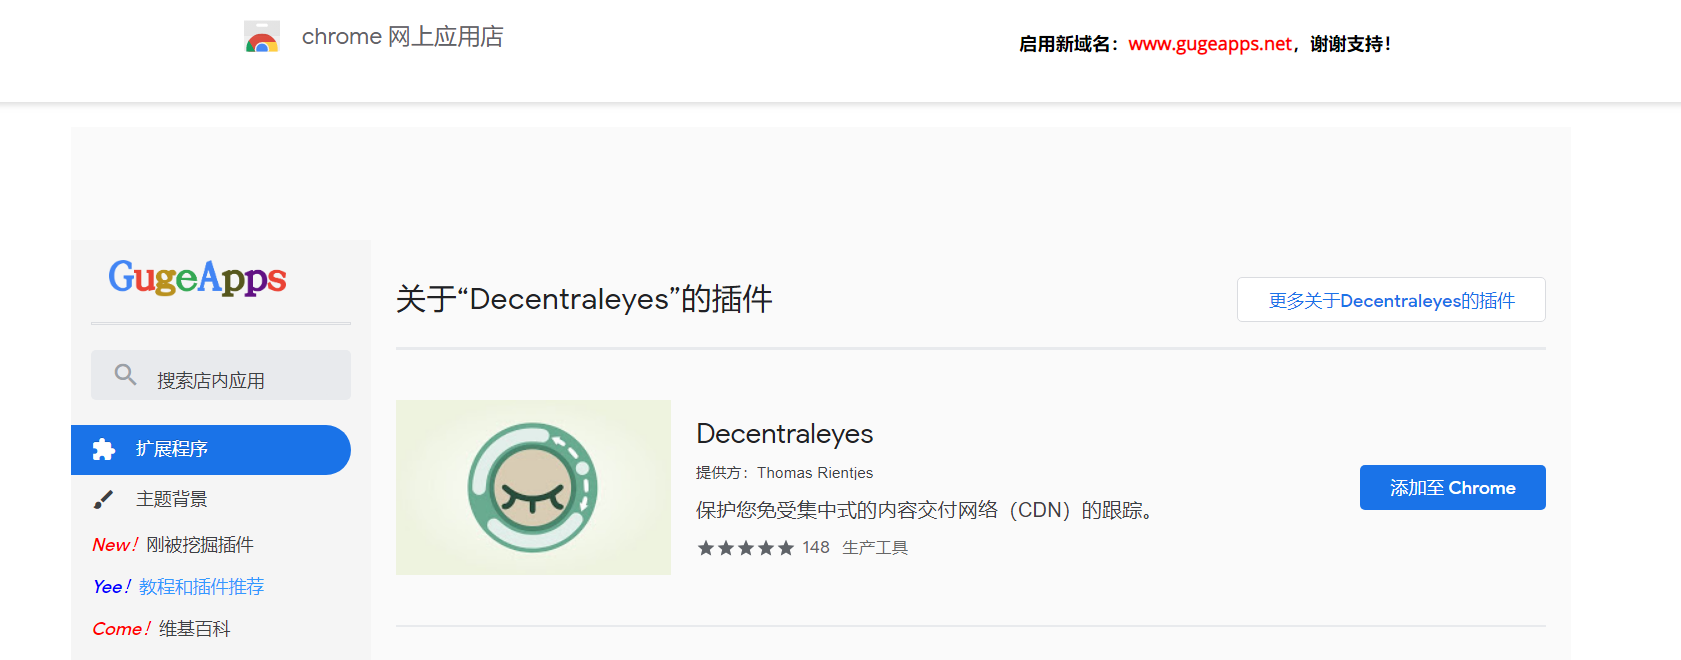 chrome 网上应用店
启用新域名：www.gugeapps.net，谢谢支持！
GugeApps
搜索店内应用
扩展程序
主题背景
New! 刚被挖掘插件
Yee! 教程和插件推荐
Come! 维基百科
关于“Decentraleyes”的插件
更多关于Decentraleyes的插件
Decentraleyes
提供方：Thomas Rientjes
保护您免受集中式的内容交付网络（CDN）的跟踪。
148 生产工具
添加至 Chrome